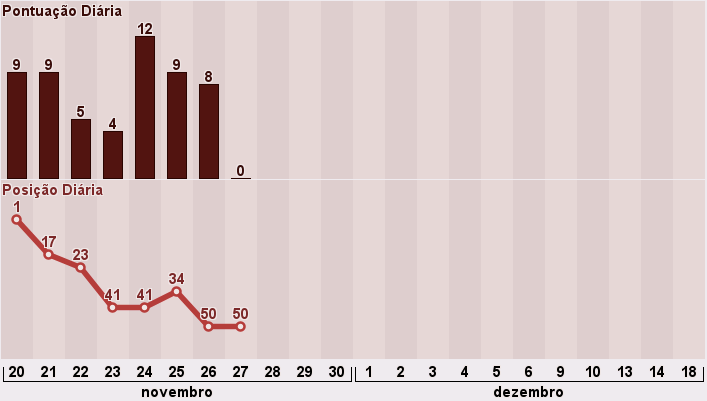 Pontuação Diária
9 9 5 4 12 9 8 0
Posição Diária
1 17 23 41 41 34 50 50
20 21 22 23 24 25 26 27 28 29 30 1 2 3 4 5 6 9 10 13 14 18
novembro dezembro